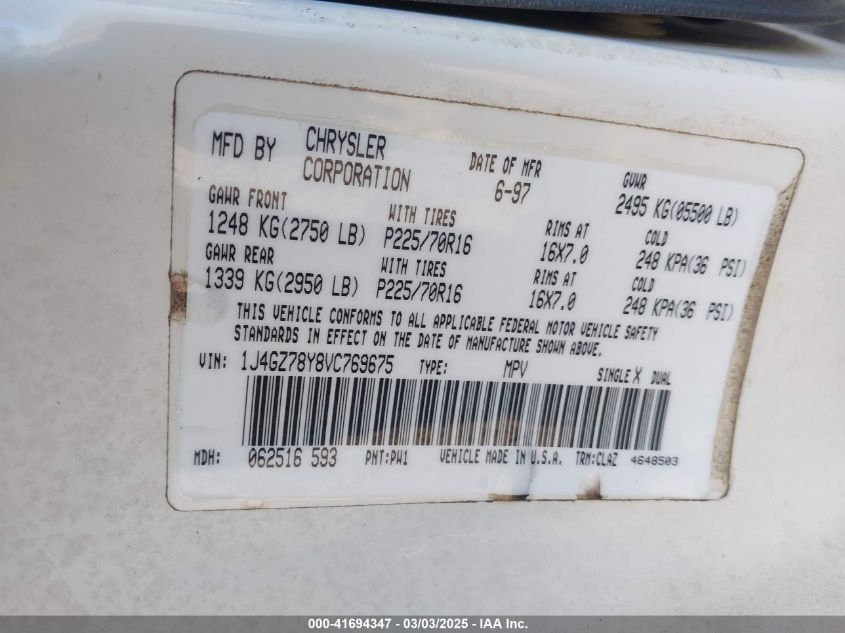 MFD BY CHRYSLER CORPORATION DATE OF MFR 6-97 GVWR 2495 KG(05500 LB)
GAWR FRONT WITH TIRES RIMS AT COLD
1248 KG(2750 LB) P225/70R16 16X7.0 248 KPA(36 PSI)
GAWR REAR WITH TIRES RIMS AT COLD
1339 KG(2950 LB) P225/70R16 16X7.0 248 KPA(36 PSI)
THIS VEHICLE CONFORMS TO ALL APPLICABLE FEDERAL MOTOR VEHICLE SAFETY
STANDARDS IN EFFECT ON THE DATE OF MANUFACTURE SHOWN ABOVE.
VIN: 1J4GZ78Y8VC769675 TYPE: MPV SINGLE X DUAL
MDH: 062516 593 PNT:PW1 VEHICLE MADE IN U.S.A. TRM:CLAZ 4648503
000-41694347 - 03/03/2025 - IAA Inc.